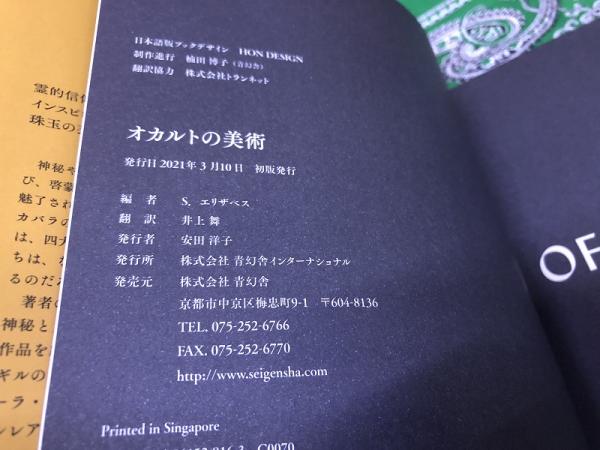 日本語版ブックデザイン HON DESIGN
制作進行 楠田 博子（青幻舎）
翻訳協力 株式会社トランネット
オカルトの美術
発行日 2021年3月10日 初版発行
編者 S. エリザベス
翻訳 井上 舞
発行者 安田 洋子
発行所 株式会社 青幻舎インターナショナル
発売元 株式会社 青幻舎
京都市中京区梅忠町9-1 〒604-8136
TEL. 075-252-6766
FAX. 075-252-6770
http://www.seigensha.com
Printed in Singapore
C0070
霊的信
インスピ
珠玉の
神秘や
び、啓蒙
魅了され
カバラの
は、四大
ちは、
るのだ
著者の
神秘と
作品を
ギルの
ーラ・
レア
OF